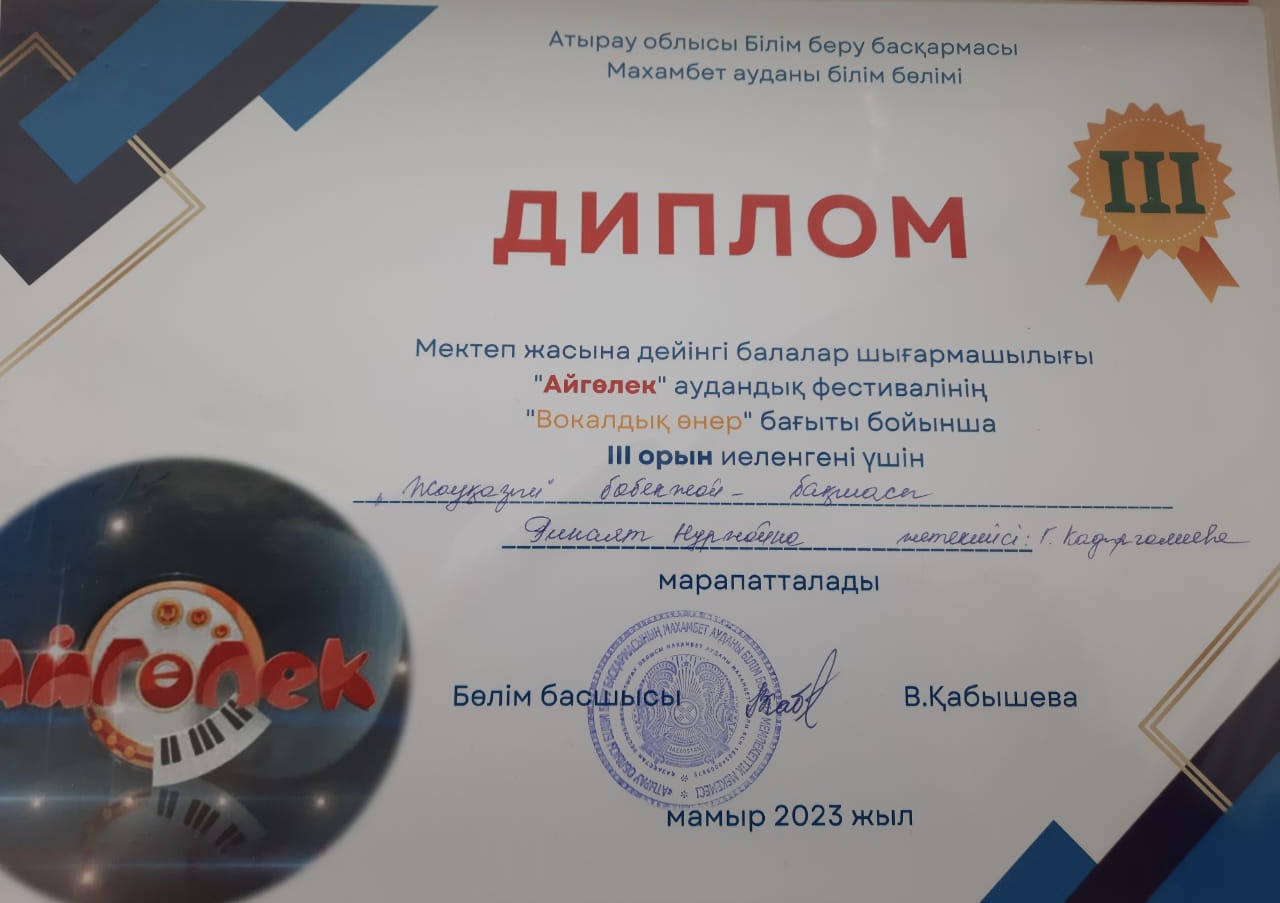 Атырау облысы Білім беру басқармасы
Махамбет ауданы білім бөлімі
III
ДИПЛОМ
Мектеп жасына дейінгі балалар шығармашылығы
"Айгөлек" аудандық фестивалінің
"Вокалдық өнер" бағыты бойынша
III орын иеленгені үшін
„Жауқазын" бөбекжай - бақшасы
Нұржобина жетекшісі: Г. Кадыргалиева
марапатталады
Айгөлек
Бөлім басшысы В.Қабышева
мамыр 2023 жыл